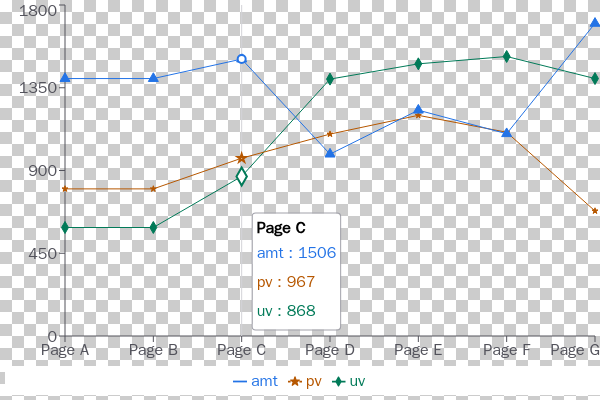 1800
1350
900
450
0
Page A Page B Page C Page D Page E Page F Page G
Page C
amt : 1506
pv : 967
uv : 868
amt pv uv